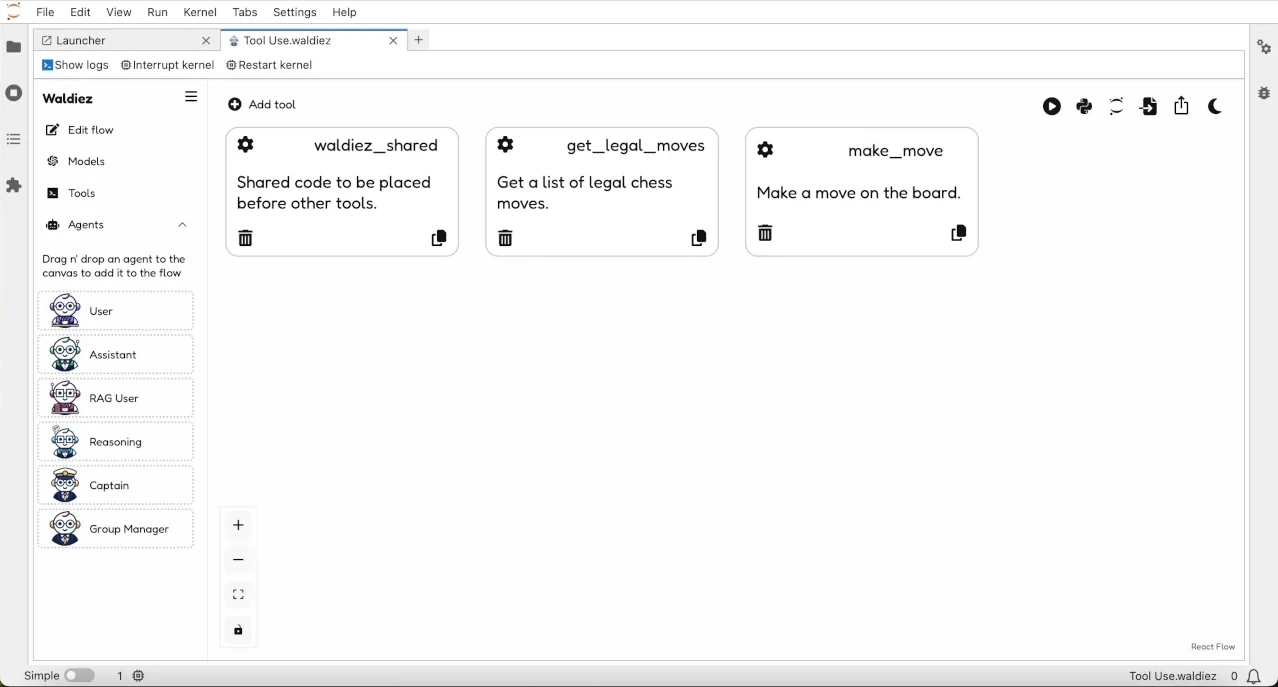 File Edit View Run Kernel Tabs Settings Help
Launcher
Tool Use.waldiez
Show logs Interrupt kernel Restart kernel
Waldiez
Edit flow
Models
Tools
Agents
Drag n' drop an agent to the
canvas to add it to the flow
User
Assistant
RAG User
Reasoning
Captain
Group Manager
Add tool
waldiez_shared
Shared code to be placed
before other tools.
get_legal_moves
Get a list of legal chess
moves.
make_move
Make a move on the board.
React Flow
Simple 1
Tool Use.waldiez 0